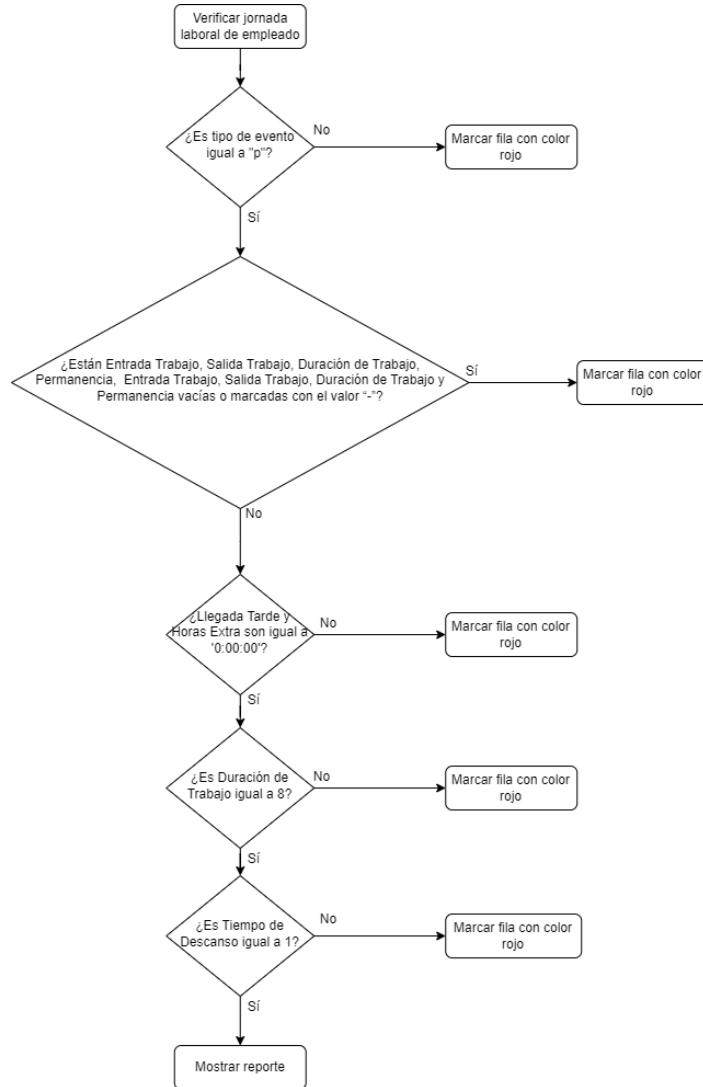 Verificar jornada
laboral de empleado
¿Es tipo de evento
igual a "p"?
No
Marcar fila con color
rojo
Sí
¿Están Entrada Trabajo, Salida Trabajo, Duración de Trabajo,
Permanencia, Entrada Trabajo, Salida Trabajo, Duración de Trabajo y
Permanencia vacías o marcadas con el valor “-”?
Sí
Marcar fila con color
rojo
No
¿Llegada Tarde y
Horas Extra son igual a
'0:00:00'?
No
Marcar fila con color
rojo
Sí
¿Es Duración de
Trabajo igual a 8?
No
Marcar fila con color
rojo
Sí
¿Es Tiempo de
Descanso igual a 1?
No
Marcar fila con color
rojo
Sí
Mostrar reporte